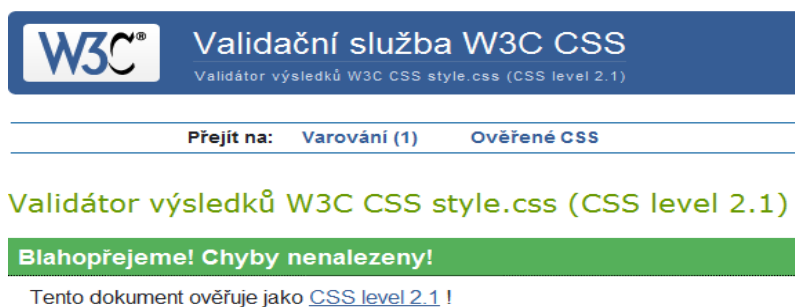 W3C® Validační služba W3C CSS
Validátor výsledků W3C CSS style.css (CSS level 2.1)
Přejít na: Varování (1) Ověřené CSS
Validátor výsledků W3C CSS style.css (CSS level 2.1)
Blahopřejeme! Chyby nenalezeny!
Tento dokument ověřuje jako CSS level 2.1 !